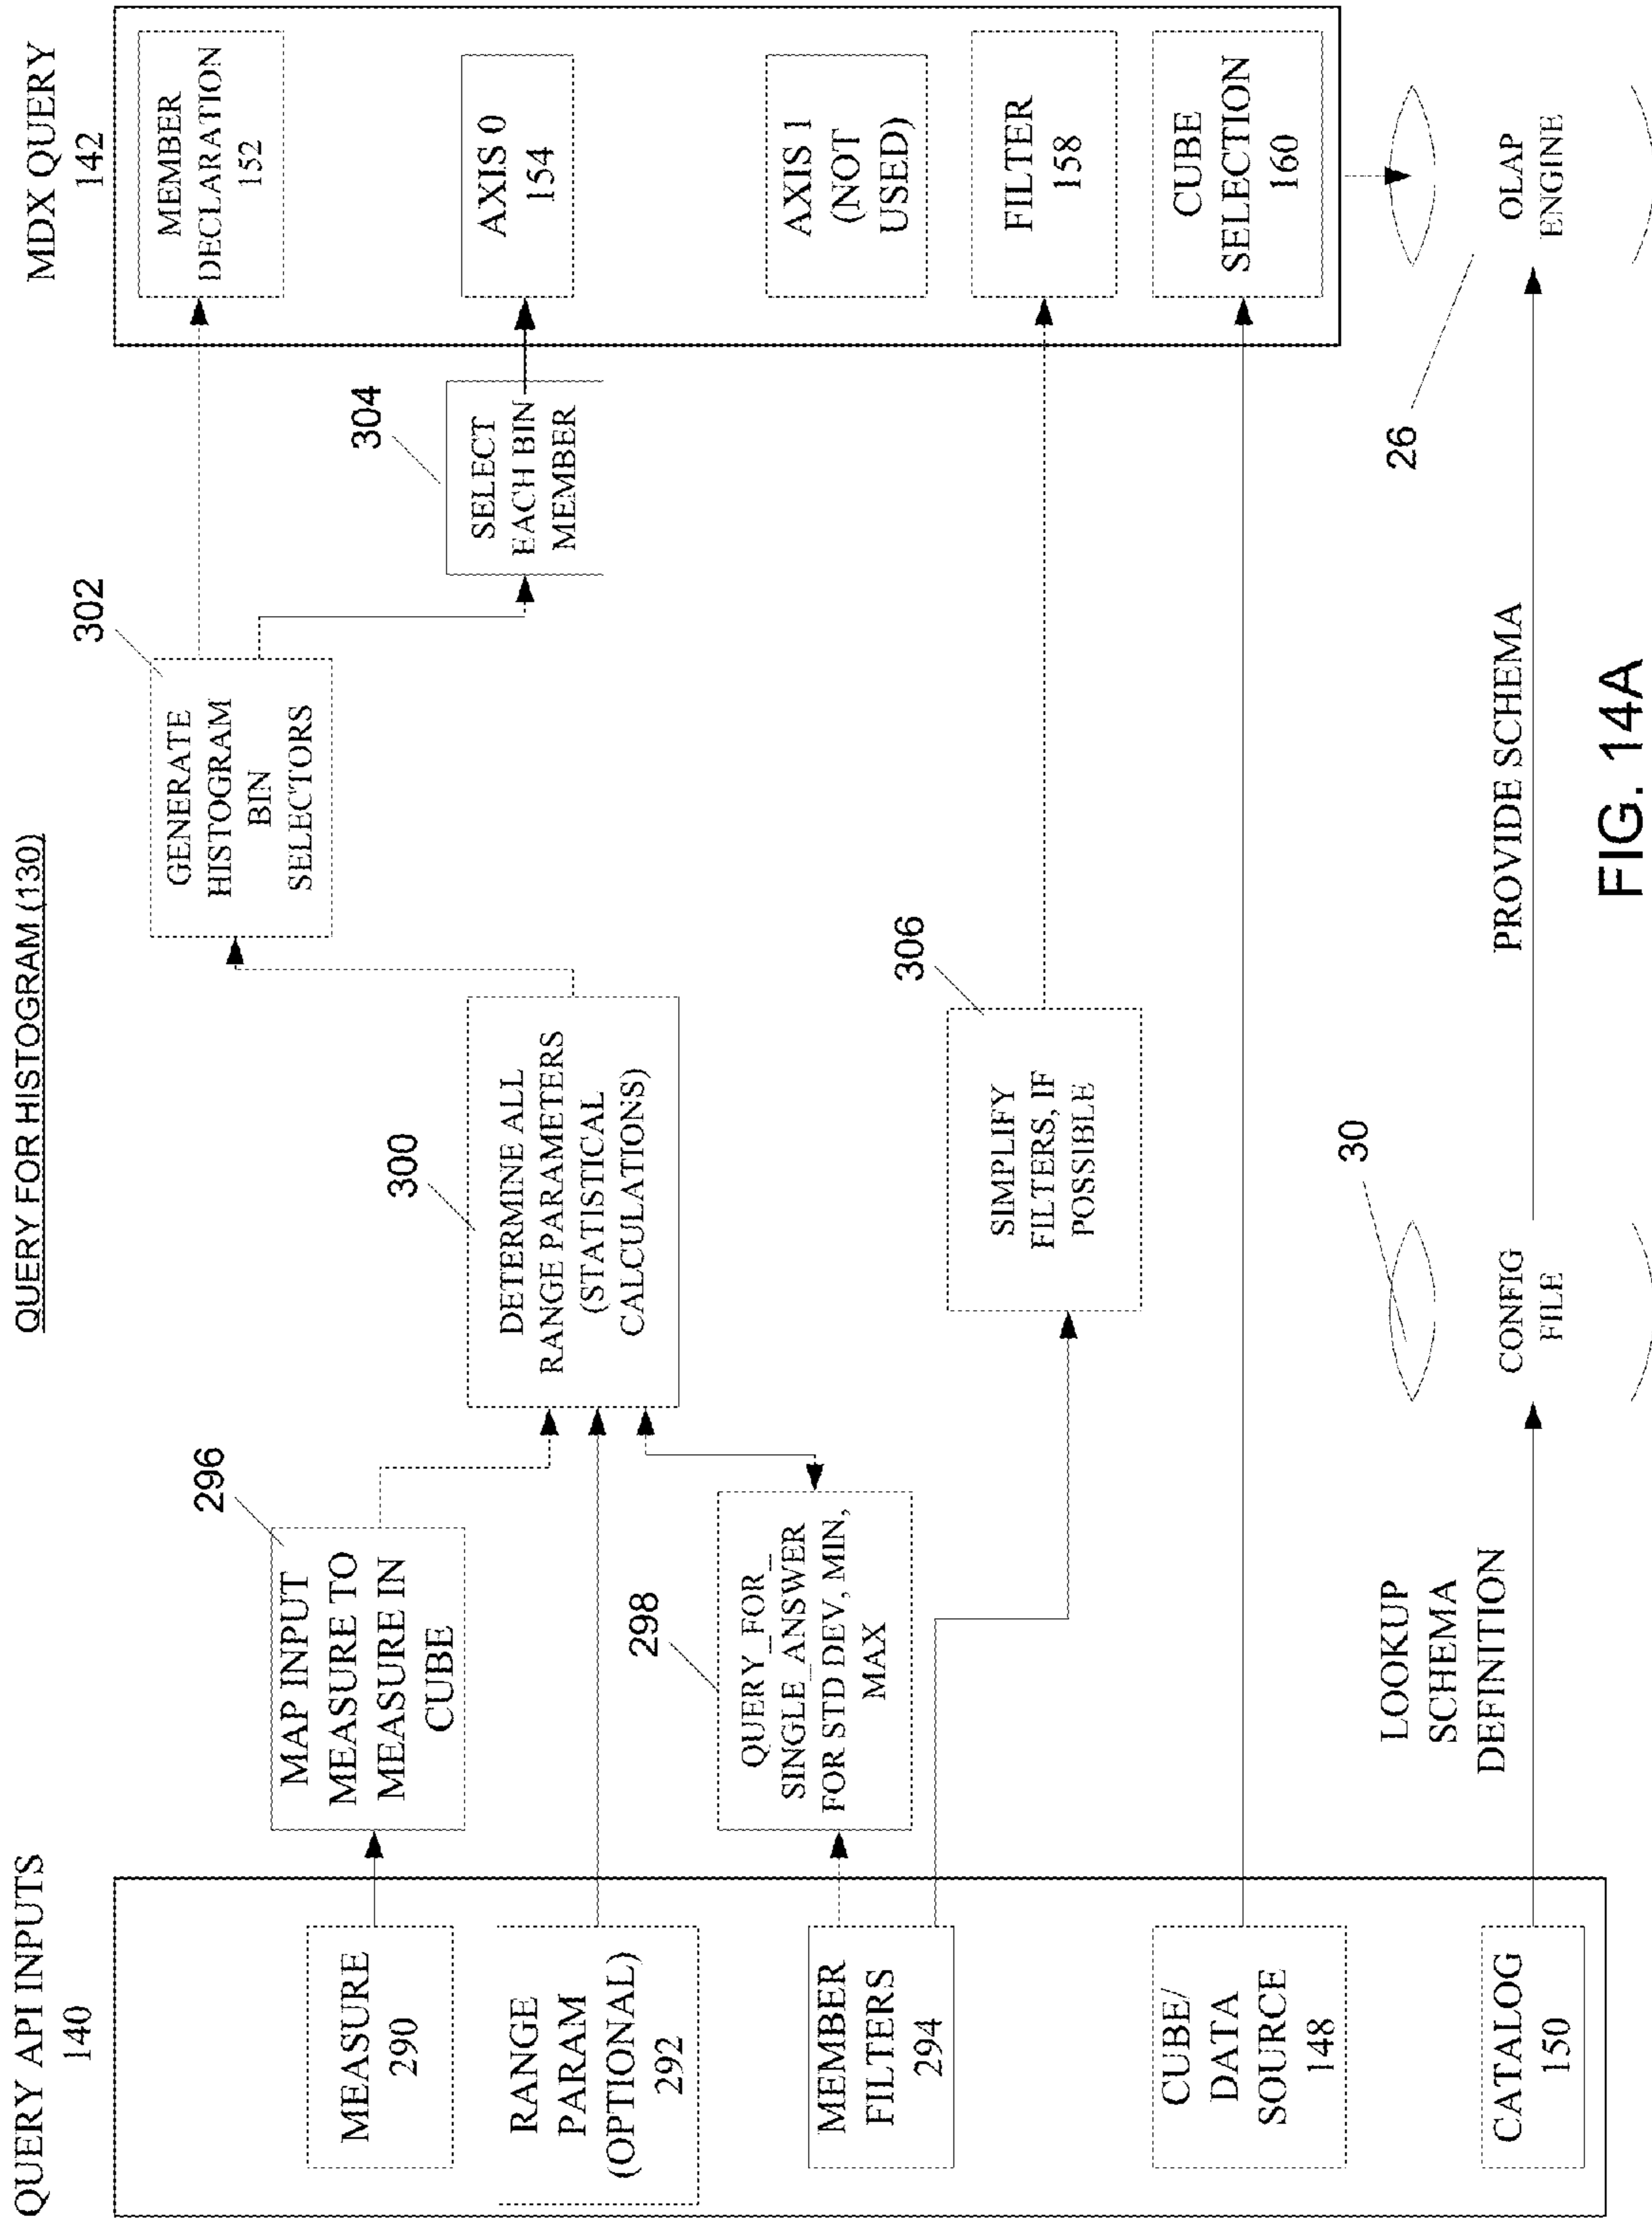 QUERY FOR HISTOGRAM (130)
QUERY API INPUTS
140
MEASURE
290
RANGE
PARAM
(OPTIONAL)
292
MEMBER
FILTERS
294
CUBE/
DATA
SOURCE
148
CATALOG
150
296
MAP INPUT
MEASURE TO
MEASURE IN
CUBE
298
QUERY_FOR_
SINGLE_ANSWER
FOR STD DEV, MIN,
MAX
LOOKUP
SCHEMA
DEFINITION
300
DETERMINE ALL
RANGE PARAMETERS
(STATISTICAL
CALCULATIONS)
306
SIMPLIFY
FILTERS, IF
POSSIBLE
30
CONFIG
FILE
302
GENERATE
HISTOGRAM
BIN
SELECTORS
304
SELECT
EACH BIN
MEMBER
PROVIDE SCHEMA
MDX QUERY
142
MEMBER
DECLARATION
152
AXIS 0
154
AXIS 1
(NOT
USED)
FILTER
158
CUBE
SELECTION
160
26
OLAP
ENGINE
FIG. 14A